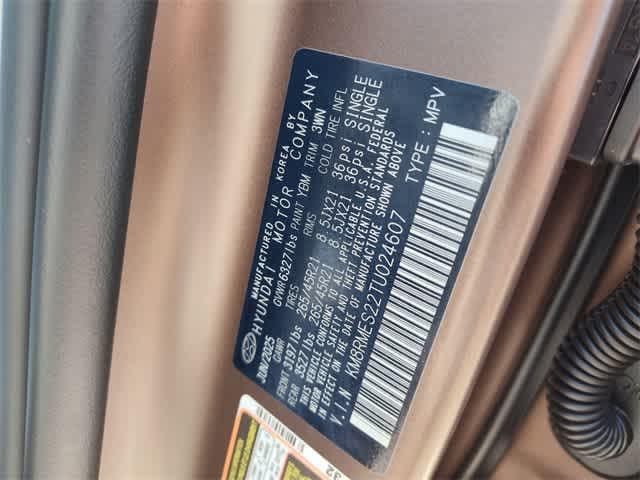 MANUFACTURED IN KOREA BY
HYUNDAI MOTOR COMPANY
JUN/2025 GVWR 6327lbs PAINT YBM TRIM 3WN
GAWR TIRES RIMS COLD TIRE INFL
FRONT 3197lbs 265/45R21 8.5JX21 36psi SINGLE
REAR 3527lbs 265/45R21 8.5JX21 36psi SINGLE
THIS VEHICLE CONFORMS TO ALL APPLICABLE U.S.A. FEDERAL
MOTOR VEHICLE SAFETY AND THEFT PREVENTION STANDARDS
IN EFFECT ON THE DATE OF MANUFACTURE SHOWN ABOVE
V.I.N KM8RMES22TU024607 TYPE : MPV
32